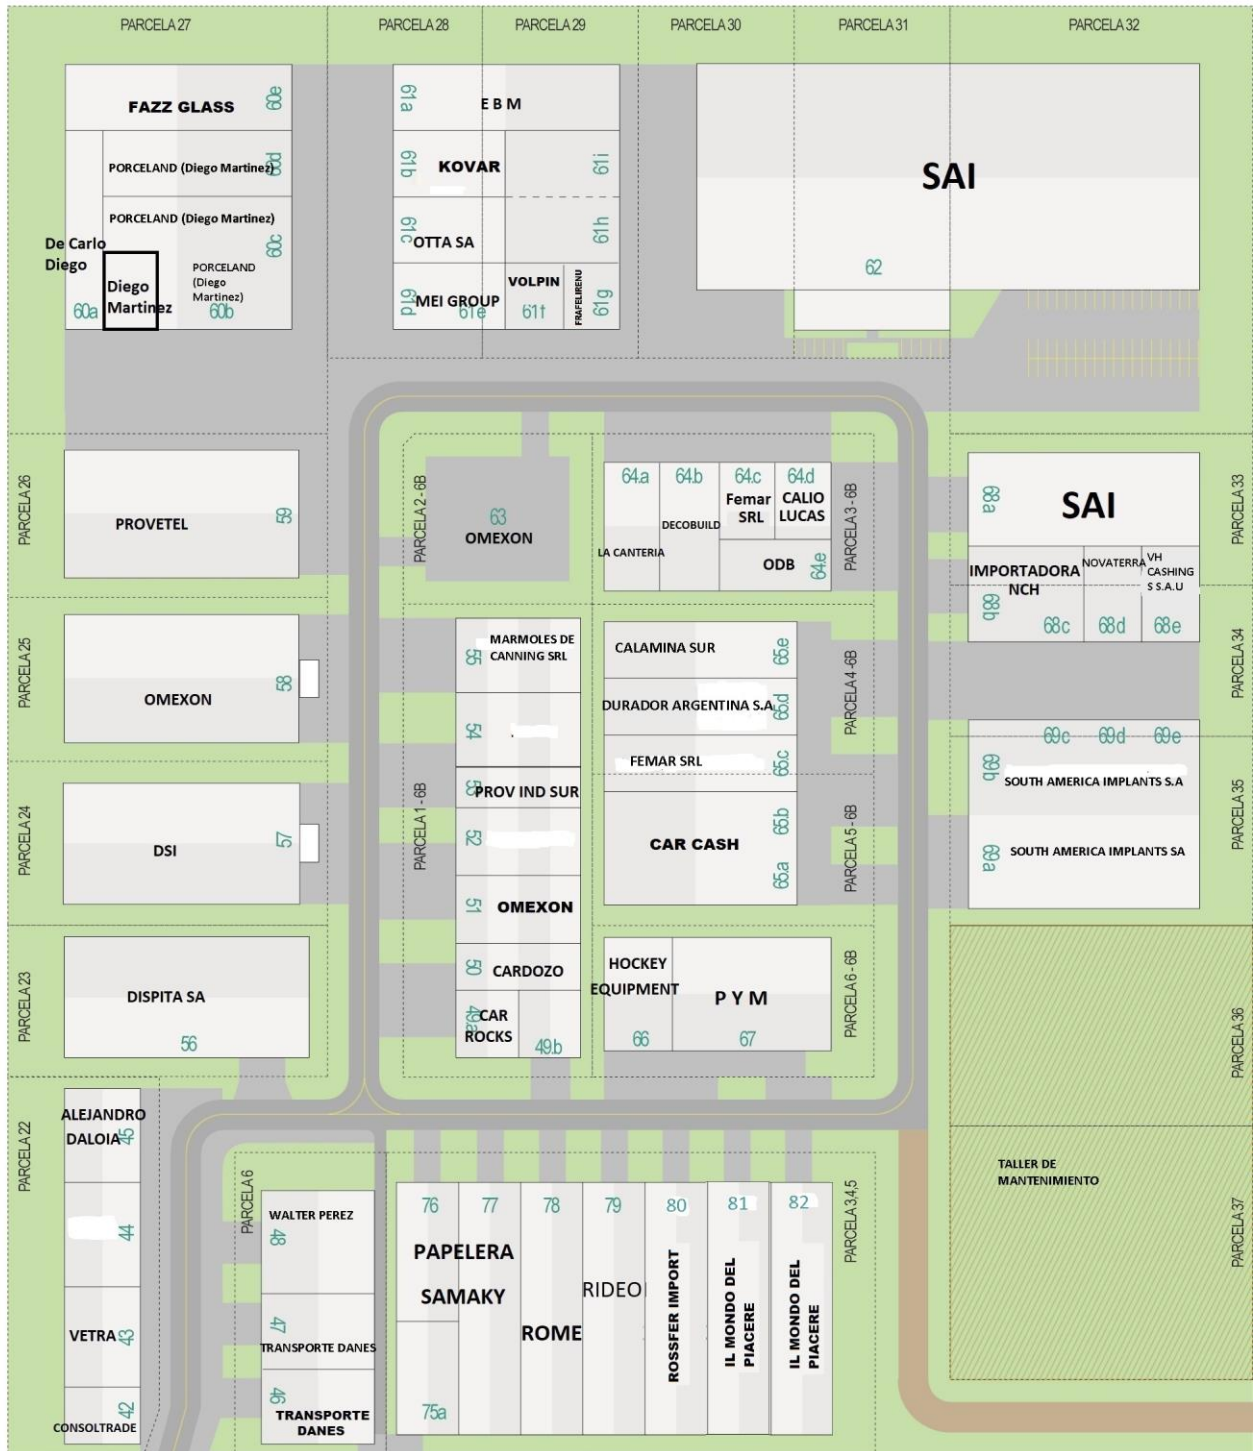 PARCELA 27
PARCELA 28
PARCELA 29
PARCELA 30
PARCELA 31
PARCELA 32
FAZZ GLASS
60e
PORCELAND (Diego Martinez)
60d
PORCELAND (Diego Martinez)
60c
De Carlo
Diego
Diego
Martinez
PORCELAND
(Diego
Martinez)
60a
60b
61a
E B M
61b
KOVAR
61i
61c
OTTA SA
61h
61d
MEI GROUP
61e
VOLPIN
61f
FRAFELIRENU
61g
SAI
62
PARCELA 26
PROVETEL
59
PARCELA 2 - 6B
63
OMEXON
64.a
64.b
64.c
64.d
Femar
SRL
CALIO
LUCAS
LA CANTERIA
DECOBUILD
ODB
64.e
PARCELA 3 - 6B
68a
SAI
PARCELA 33
IMPORTADORA
NCH
NOVATERRA
VH
CASHING
S S.A.U
68b
68c
68d
68e
PARCELA 34
PARCELA 25
OMEXON
58
55
MARMOLES DE
CANNING SRL
CALAMINA SUR
65.e
54
DURADOR ARGENTINA S.A
65.d
PARCELA 4 -6B
FEMAR SRL
65.c
69c
69d
69e
69b
SOUTH AMERICA IMPLANTS S.A
PARCELA 35
PARCELA 24
DSI
57
PARCELA 1 - 6B
53
PROV IND SUR
52
CAR CASH
65.b
65.a
PARCELA 5 - 6B
69a
SOUTH AMERICA IMPLANTS SA
51
OMEXON
PARCELA 23
DISPITA SA
56
50
CARDOZO
49.a
CAR
ROCKS
49.b
HOCKEY
EQUIPMENT
66
P Y M
67
PARCELA 6 - 6B
PARCELA 36
PARCELA 22
ALEJANDRO
DALOIA
45
44
VETRA
43
42
CONSOLTRADE
PARCELA 6
WALTER PEREZ
48
47
TRANSPORTE DANES
46
TRANSPORTE
DANES
76
77
78
79
80
81
82
PAPELERA
SAMAKY
75a
ROME
RIDEO
ROSSFER IMPORT
IL MONDO DEL
PIACERE
IL MONDO DEL
PIACERE
PARCELA 3,4,5
TALLER DE
MANTENIMIENTO
PARCELA 37